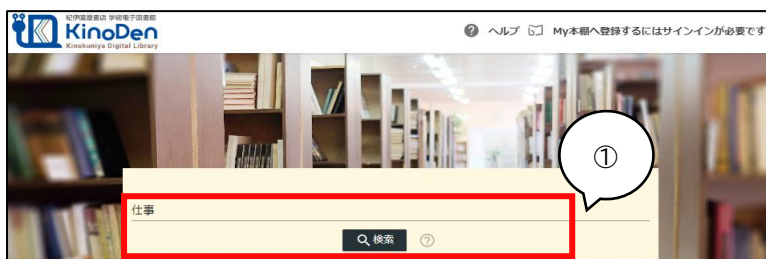 紀伊國屋書店 学術電子図書館
KinoDen
Kinokuniya Digital Library
ヘルプ My本棚へ登録するにはサインインが必要です
①
仕事
検索